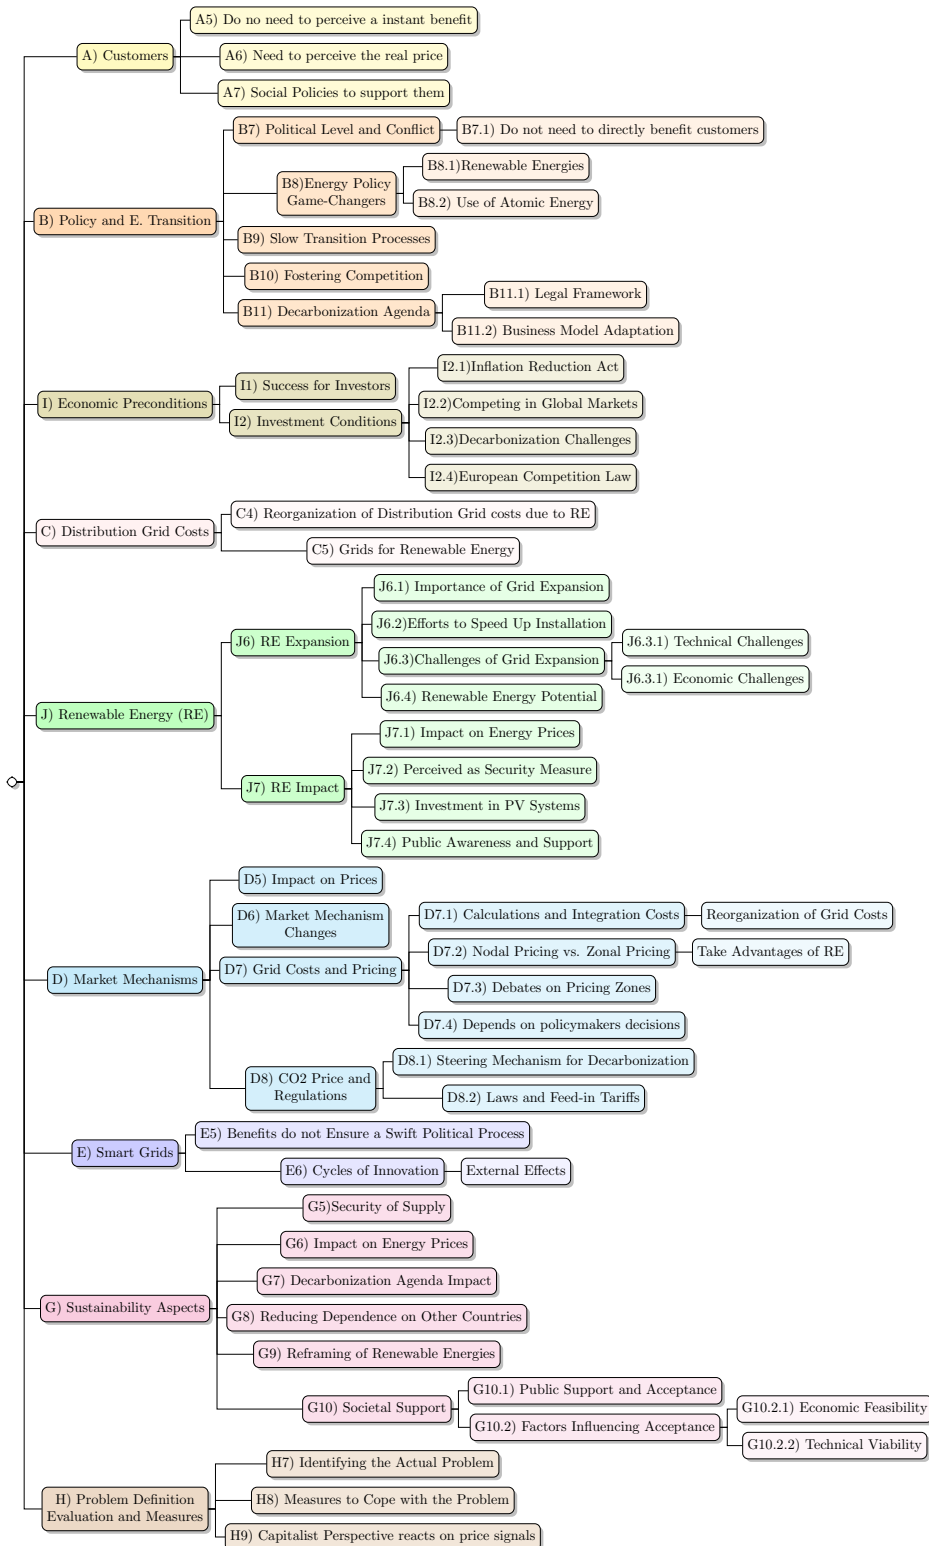 A) Customers
A5) Do no need to perceive a instant benefit
A6) Need to perceive the real price
A7) Social Policies to support them
B) Policy and E. Transition
B7) Political Level and Conflict
B7.1) Do not need to directly benefit customers
B8)Energy Policy
Game-Changers
B8.1)Renewable Energies
B8.2) Use of Atomic Energy
B9) Slow Transition Processes
B10) Fostering Competition
B11) Decarbonization Agenda
B11.1) Legal Framework
B11.2) Business Model Adaptation
I) Economic Preconditions
I1) Success for Investors
I2) Investment Conditions
I2.1)Inflation Reduction Act
I2.2)Competing in Global Markets
I2.3)Decarbonization Challenges
I2.4)European Competition Law
C) Distribution Grid Costs
C4) Reorganization of Distribution Grid costs due to RE
C5) Grids for Renewable Energy
J) Renewable Energy (RE)
J6) RE Expansion
J6.1) Importance of Grid Expansion
J6.2)Efforts to Speed Up Installation
J6.3)Challenges of Grid Expansion
J6.3.1) Technical Challenges
J6.3.1) Economic Challenges
J6.4) Renewable Energy Potential
J7) RE Impact
J7.1) Impact on Energy Prices
J7.2) Perceived as Security Measure
J7.3) Investment in PV Systems
J7.4) Public Awareness and Support
D) Market Mechanisms
D5) Impact on Prices
D6) Market Mechanism
Changes
D7) Grid Costs and Pricing
D7.1) Calculations and Integration Costs
Reorganization of Grid Costs
D7.2) Nodal Pricing vs. Zonal Pricing
Take Advantages of RE
D7.3) Debates on Pricing Zones
D7.4) Depends on policymakers decisions
D8) CO2 Price and
Regulations
D8.1) Steering Mechanism for Decarbonization
D8.2) Laws and Feed-in Tariffs
E) Smart Grids
E5) Benefits do not Ensure a Swift Political Process
E6) Cycles of Innovation
External Effects
G) Sustainability Aspects
G5)Security of Supply
G6) Impact on Energy Prices
G7) Decarbonization Agenda Impact
G8) Reducing Dependence on Other Countries
G9) Reframing of Renewable Energies
G10) Societal Support
G10.1) Public Support and Acceptance
G10.2) Factors Influencing Acceptance
G10.2.1) Economic Feasibility
G10.2.2) Technical Viability
H) Problem Definition
Evaluation and Measures
H7) Identifying the Actual Problem
H8) Measures to Cope with the Problem
H9) Capitalist Perspective reacts on price signals